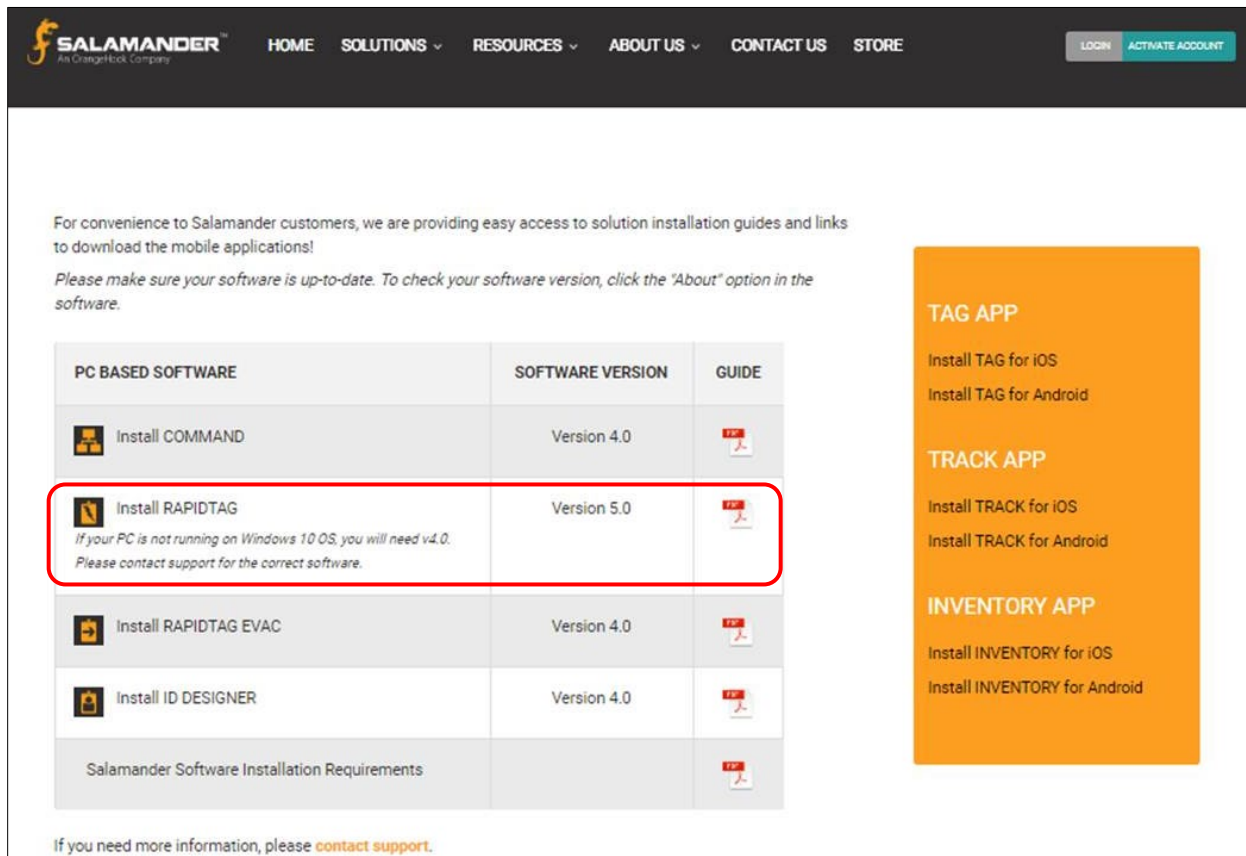 SALAMANDER™
An OrangeHook Company
HOME SOLUTIONS RESOURCES ABOUT US CONTACT US STORE
LOGIN ACTIVATE ACCOUNT
For convenience to Salamander customers, we are providing easy access to solution installation guides and links
to download the mobile applications!
Please make sure your software is up-to-date. To check your software version, click the "About" option in the
software.
PC BASED SOFTWARE SOFTWARE VERSION GUIDE
Install COMMAND Version 4.0 PDF
Install RAPIDTAG Version 5.0 PDF
If your PC is not running on Windows 10 OS, you will need v4.0.
Please contact support for the correct software.
Install RAPIDTAG EVAC Version 4.0 PDF
Install ID DESIGNER Version 4.0 PDF
Salamander Software Installation Requirements PDF
If you need more information, please contact support.
TAG APP
Install TAG for iOS
Install TAG for Android
TRACK APP
Install TRACK for iOS
Install TRACK for Android
INVENTORY APP
Install INVENTORY for iOS
Install INVENTORY for Android